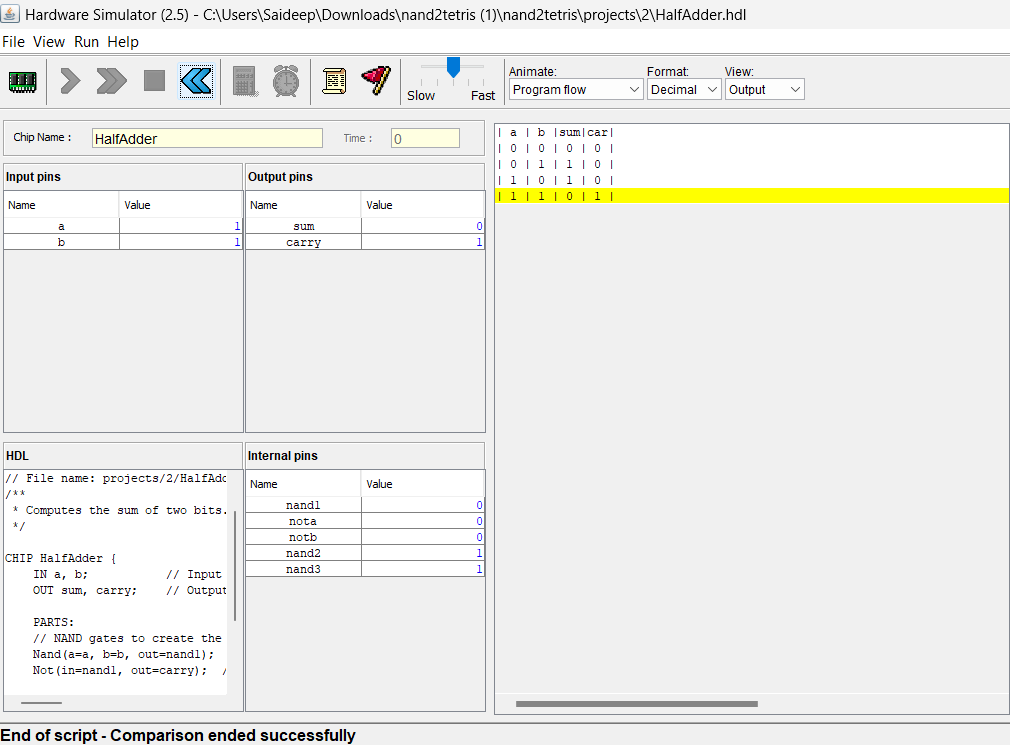 Hardware Simulator (2.5) - C:\Users\Saideep\Downloads\nand2tetris (1)\nand2tetris\projects\2\HalfAdder.hdl
File View Run Help
Slow Fast
Animate: Format: View:
Program flow Decimal Output
Chip Name : HalfAdder Time : 0
Input pins
Name Value
a 1
b 1
Output pins
Name Value
sum 0
carry 1
HDL
// File name: projects/2/HalfAdd
/**
 * Computes the sum of two bits.
 */
CHIP HalfAdder {
    IN a, b;           // Input
    OUT sum, carry;    // Output
    PARTS:
    // NAND gates to create the
    Nand(a=a, b=b, out=nand1);
    Not(in=nand1, out=carry);  /
Internal pins
Name Value
nand1 0
nota 0
notb 0
nand2 1
nand3 1
| a | b |sum|car|
| 0 | 0 | 0 | 0 |
| 0 | 1 | 1 | 0 |
| 1 | 0 | 1 | 0 |
| 1 | 1 | 0 | 1 |
End of script - Comparison ended successfully